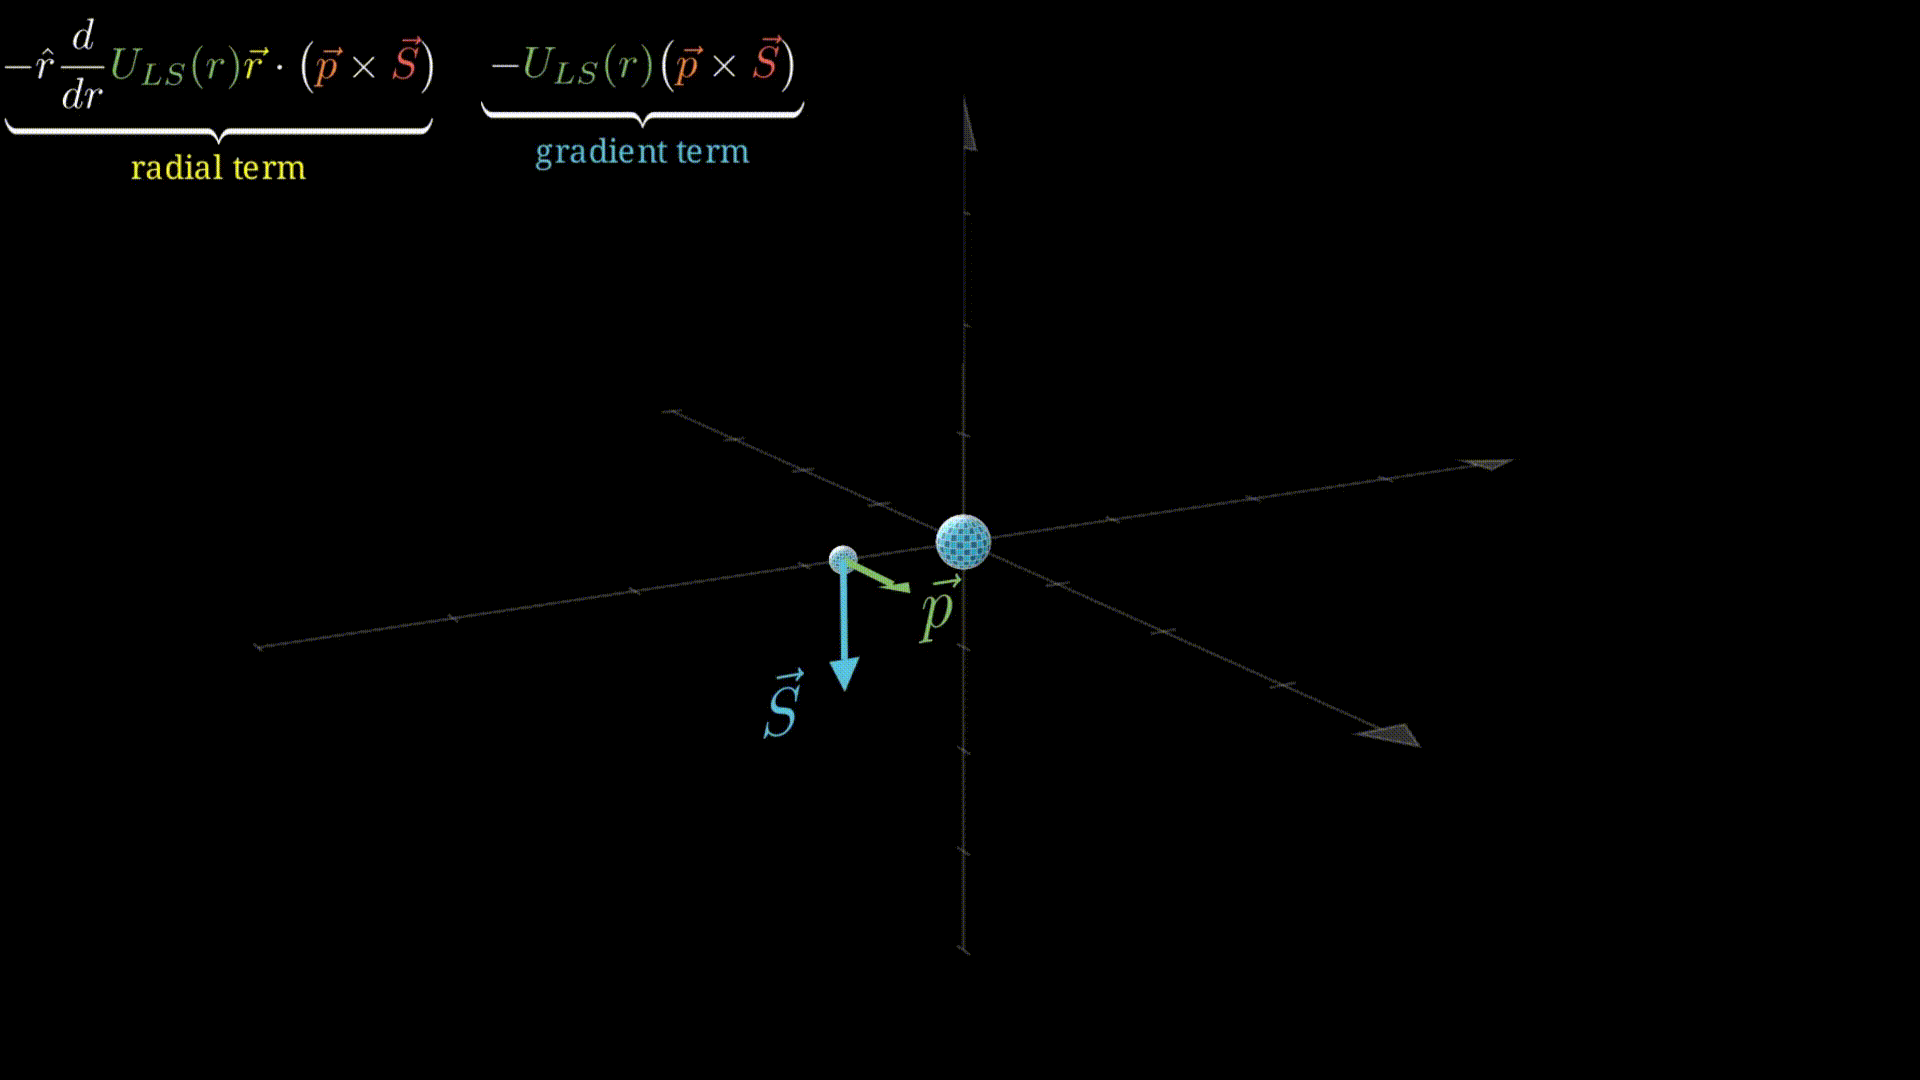 $-\hat{r}\frac{d}{dr}U_{LS}(r)\vec{r}\cdot(\vec{p}\times\vec{S})$ $-U_{LS}(r)(\vec{p}\times\vec{S})$
radial term gradient term
$\vec{p}$
$\vec{S}$